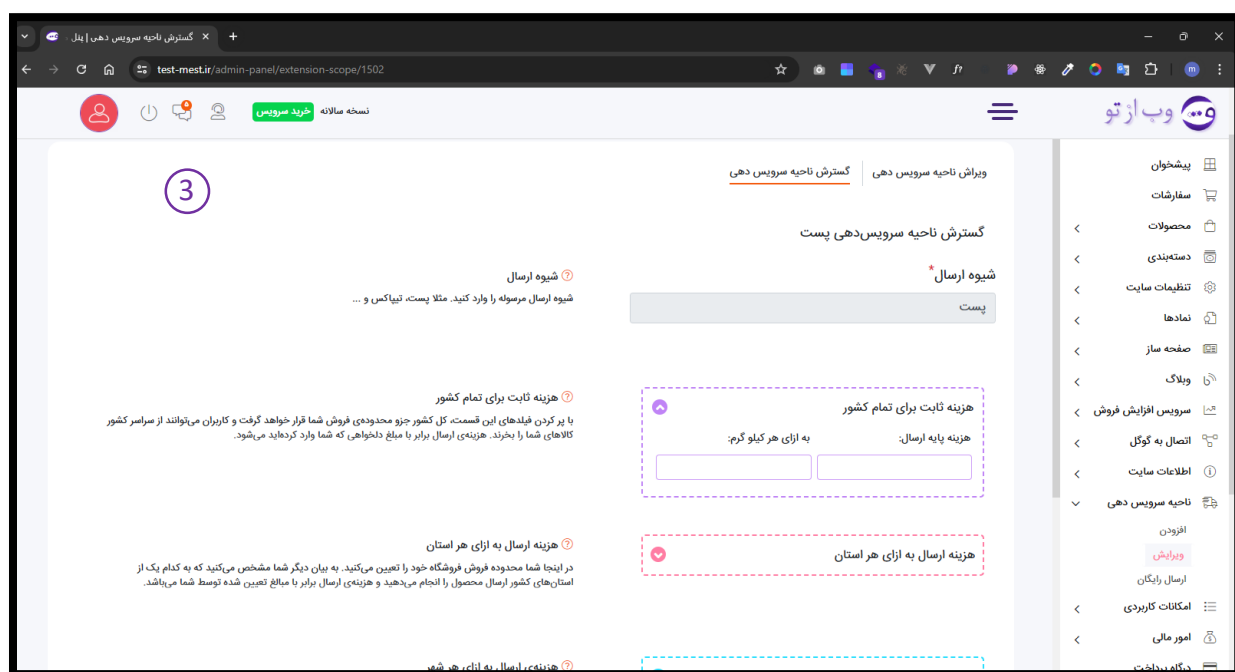 گسترش ناحیه سرویس دهی | پنل
test-mest.ir/admin-panel/extension-scope/1502
8
m
وب از تو
نسخه سالانه
خرید سرویس
پیشخوان
سفارشات
محصولات
دسته‌بندی
تنظیمات سایت
نمادها
صفحه ساز
وبلاگ
سرویس افزایش فروش
اتصال به گوگل
اطلاعات سایت
ناحیه سرویس دهی
افزودن
ویرایش
ارسال رایگان
امکانات کاربردی
امور مالی
درگاه پرداخت
ویراش ناحیه سرویس دهی
گسترش ناحیه سرویس دهی
3
گسترش ناحیه سرویس‌دهی پست
شیوه ارسال*
پست
شیوه ارسال
شیوه ارسال مرسوله را وارد کنید. مثلا پست، تیپاکس و ...
هزینه ثابت برای تمام کشور
هزینه پایه ارسال:
به ازای هر کیلو گرم:
هزینه ثابت برای تمام کشور
با پر کردن فیلدهای این قسمت، کل کشور جزو محدوده‌ی فروش شما قرار خواهد گرفت و کاربران می‌توانند از سراسر کشور
کالاهای شما را بخرند. هزینه‌ی ارسال برابر با مبلغ دلخواهی که شما وارد کرده‌اید می‌شود.
هزینه ارسال به ازای هر استان
هزینه ارسال به ازای هر استان
در اینجا شما محدوده فروش فروشگاه خود را تعیین می‌کنید. به بیان دیگر شما مشخص می‌کنید که به کدام یک از
استان‌های کشور ارسال محصول را انجام می‌دهید و هزینه‌ی ارسال برابر با مبالغ تعیین شده توسط شما می‌باشد.
هزینه‌ی ارسال به ازای هر شهر